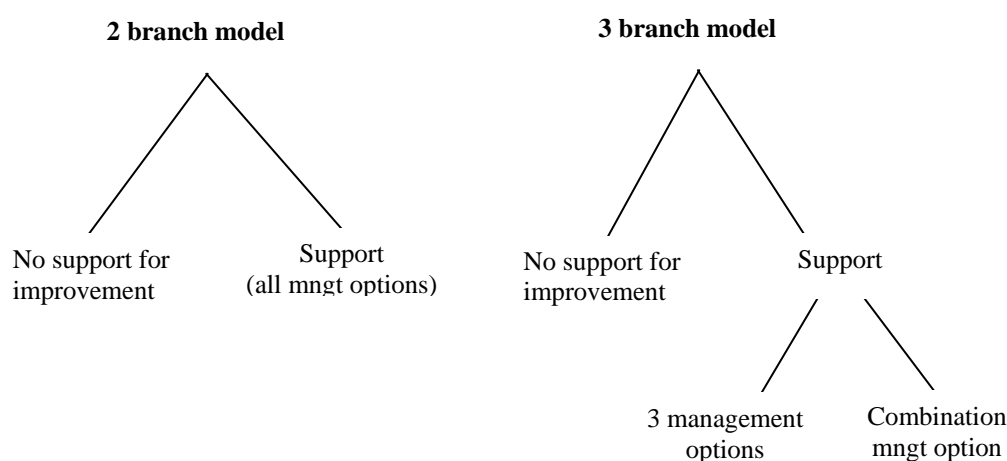 2 branch model
No support for
improvement
Support
(all mngt options)
3 branch model
No support for
improvement
Support
3 management
options
Combination
mngt option